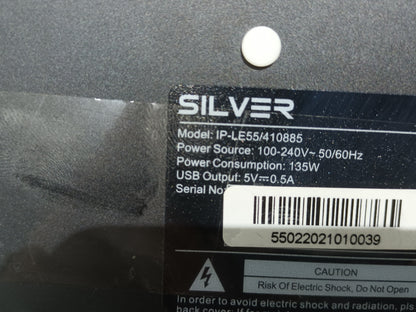 SILVER
Model: IP-LE55/410885
Power Source: 100-240V~ 50/60Hz
Power Consumption: 135W
USB Output: 5V⎓0.5A
Serial No
55022021010039
CAUTION
Risk Of Electric Shock, Do Not Open
In order to avoid electric shock and radiation, ple
back cover. If